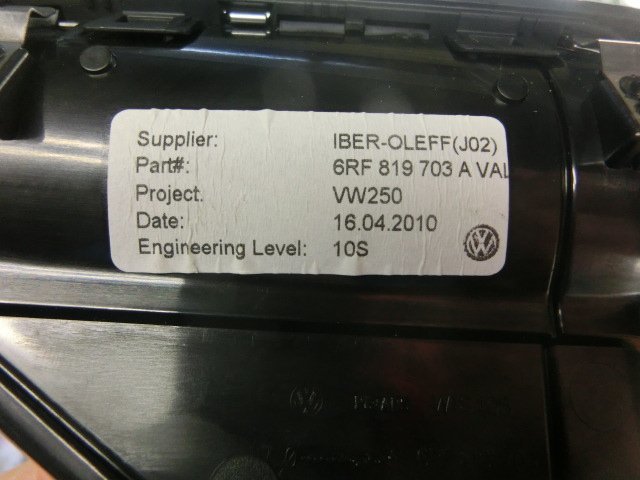 Supplier: IBER-OLEFF(J02)
Part#: 6RF 819 703 A VAL
Project. VW250
Date: 16.04.2010
Engineering Level: 10S